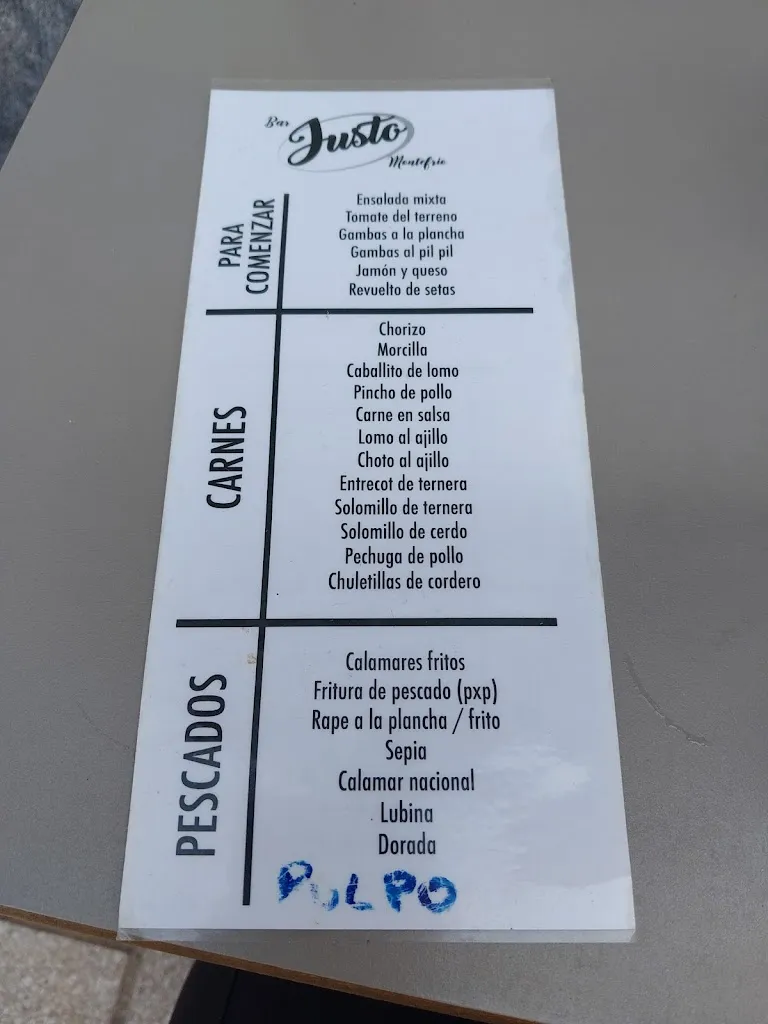 Bar
Justo
Montefrío
PARA
COMENZAR
Ensalada mixta
Tomate del terreno
Gambas a la plancha
Gambas al pil pil
Jamón y queso
Revuelto de setas
CARNES
Chorizo
Morcilla
Caballito de lomo
Pincho de pollo
Carne en salsa
Lomo al ajillo
Choto al ajillo
Entrecot de ternera
Solomillo de ternera
Solomillo de cerdo
Pechuga de pollo
Chuletillas de cordero
PESCADOS
Calamares fritos
Fritura de pescado (pxp)
Rape a la plancha / frito
Sepia
Calamar nacional
Lubina
Dorada
PULPO